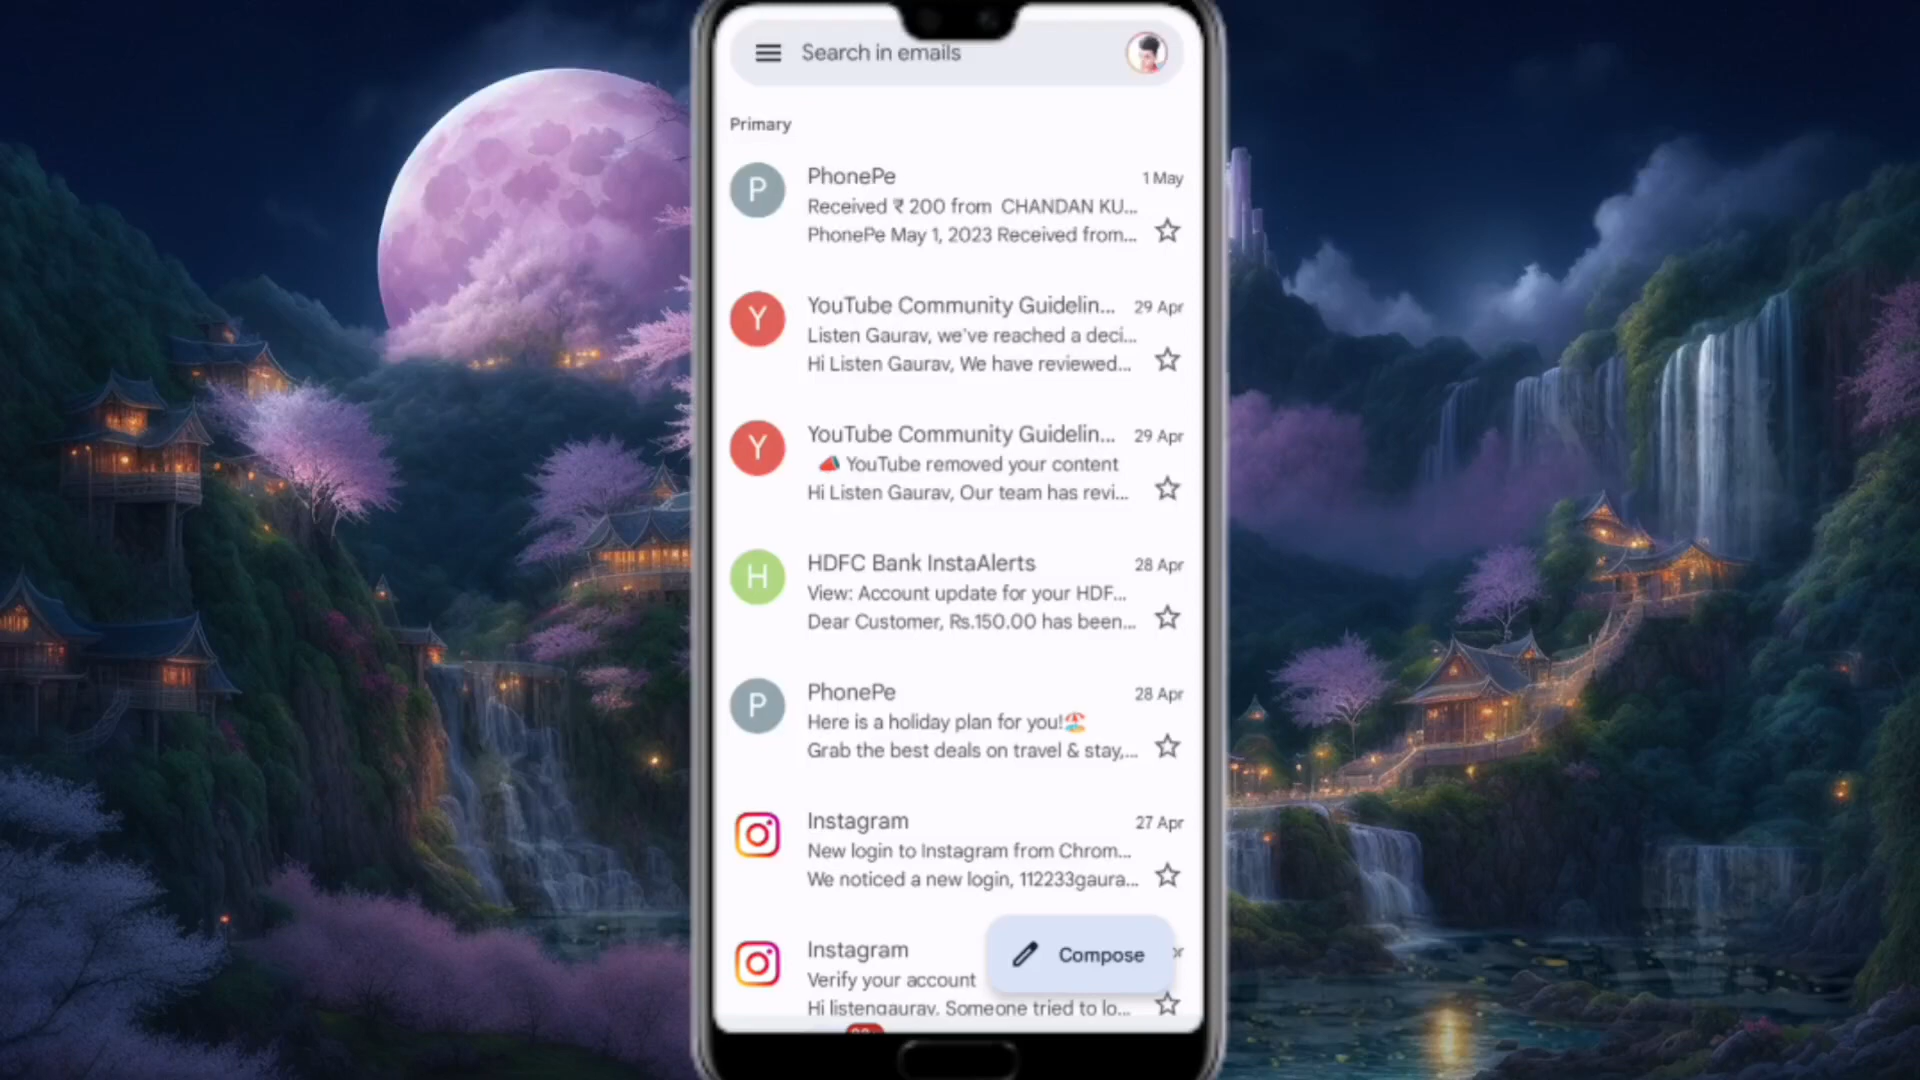 Search in emails
Primary
P
PhonePe
1 May
Received ₹ 200 from CHANDAN KU...
PhonePe May 1, 2023 Received from...
Y
YouTube Community Guidelin...
29 Apr
Listen Gaurav, we've reached a deci...
Hi Listen Gaurav, We have reviewed...
Y
YouTube Community Guidelin...
29 Apr
YouTube removed your content
Hi Listen Gaurav, Our team has revi...
H
HDFC Bank InstaAlerts
28 Apr
View: Account update for your HDF...
Dear Customer, Rs.150.00 has been...
P
PhonePe
28 Apr
Here is a holiday plan for you!🏖️
Grab the best deals on travel & stay,...
Instagram
27 Apr
New login to Instagram from Chrom...
We noticed a new login, 112233gaura...
Instagram
Verify your account
Hi listengaurav. Someone tried to lo...
Compose